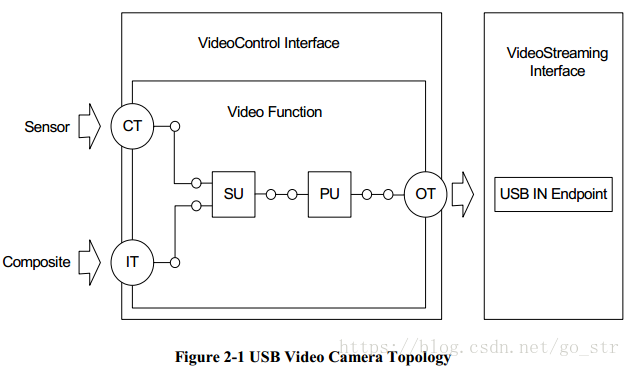 VideoControl Interface
VideoStreaming
Interface
Video Function
Sensor
CT
SU
PU
OT
USB IN Endpoint
Composite
IT
https://blog.csdn.net/go_str
Figure 2-1 USB Video Camera Topology